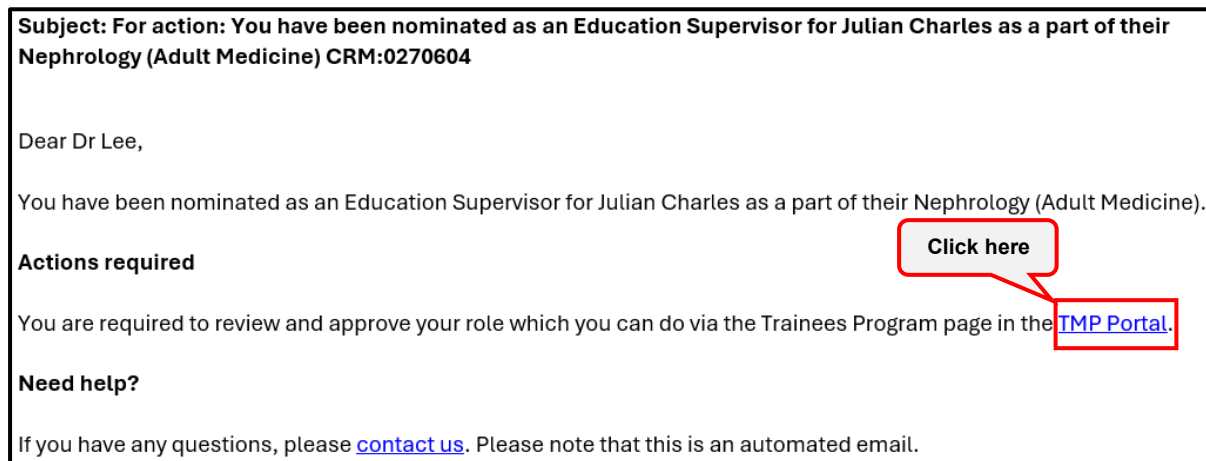 Subject: For action: You have been nominated as an Education Supervisor for Julian Charles as a part of their
Nephrology (Adult Medicine) CRM:0270604
Dear Dr Lee,
You have been nominated as an Education Supervisor for Julian Charles as a part of their Nephrology (Adult Medicine).
Click here
Actions required
You are required to review and approve your role which you can do via the Trainees Program page in the TMP Portal.
Need help?
If you have any questions, please contact us. Please note that this is an automated email.